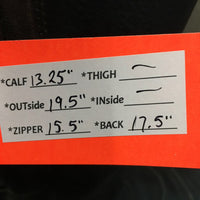 *CALF 13.25" *THIGH ~
*OUTside 19.5" *INside ~
*ZIPPER 15.5" *BACK 17.5"